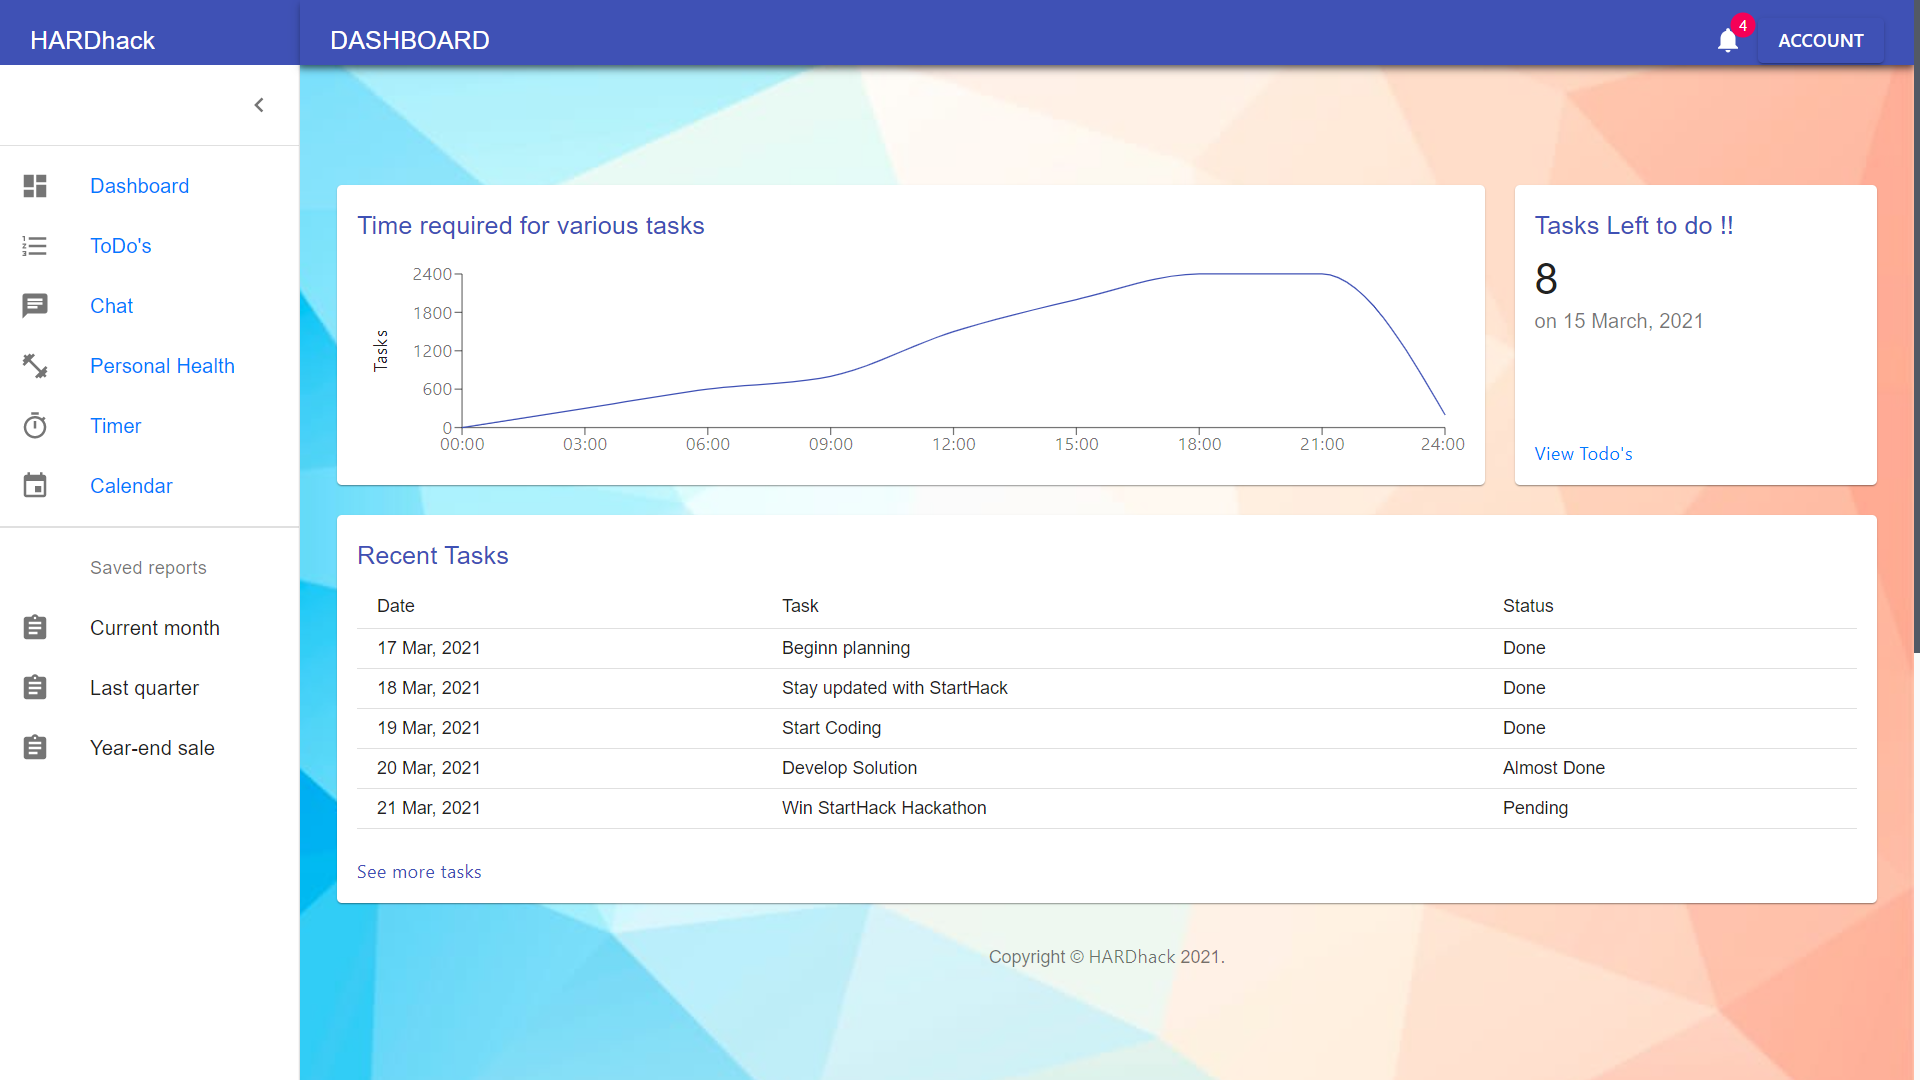 HARDhack
DASHBOARD
4
ACCOUNT
Dashboard
ToDo's
Chat
Personal Health
Timer
Calendar
Saved reports
Current month
Last quarter
Year-end sale
Time required for various tasks
Tasks
2400
1800
1200
600
0
00:00 03:00 06:00 09:00 12:00 15:00 18:00 21:00 24:00
Tasks Left to do !!
8
on 15 March, 2021
View Todo's
Recent Tasks
Date Task Status
17 Mar, 2021 Beginn planning Done
18 Mar, 2021 Stay updated with StartHack Done
19 Mar, 2021 Start Coding Done
20 Mar, 2021 Develop Solution Almost Done
21 Mar, 2021 Win StartHack Hackathon Pending
See more tasks
Copyright © HARDhack 2021.